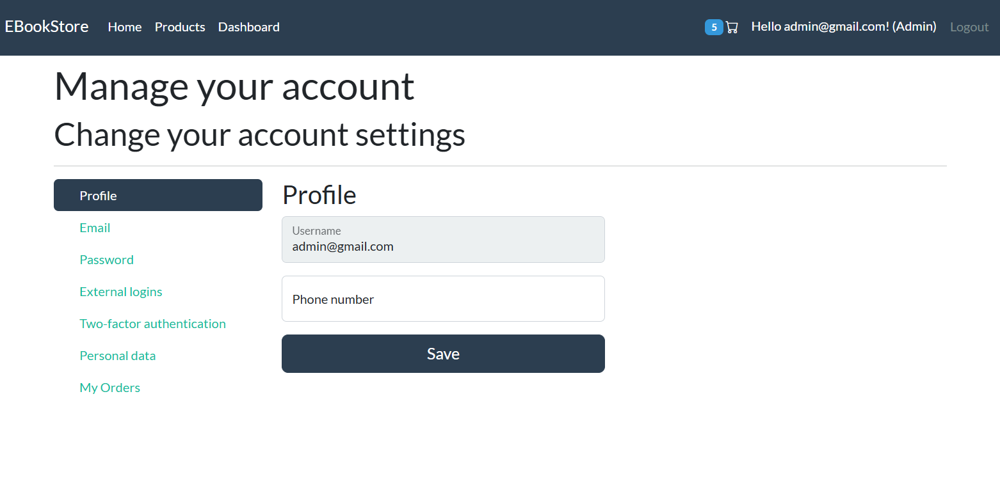 EBookStore Home Products Dashboard 5 Hello admin@gmail.com! (Admin) Logout
Manage your account
Change your account settings
Profile
Email
Password
External logins
Two-factor authentication
Personal data
My Orders
Profile
Username
admin@gmail.com
Phone number
Save